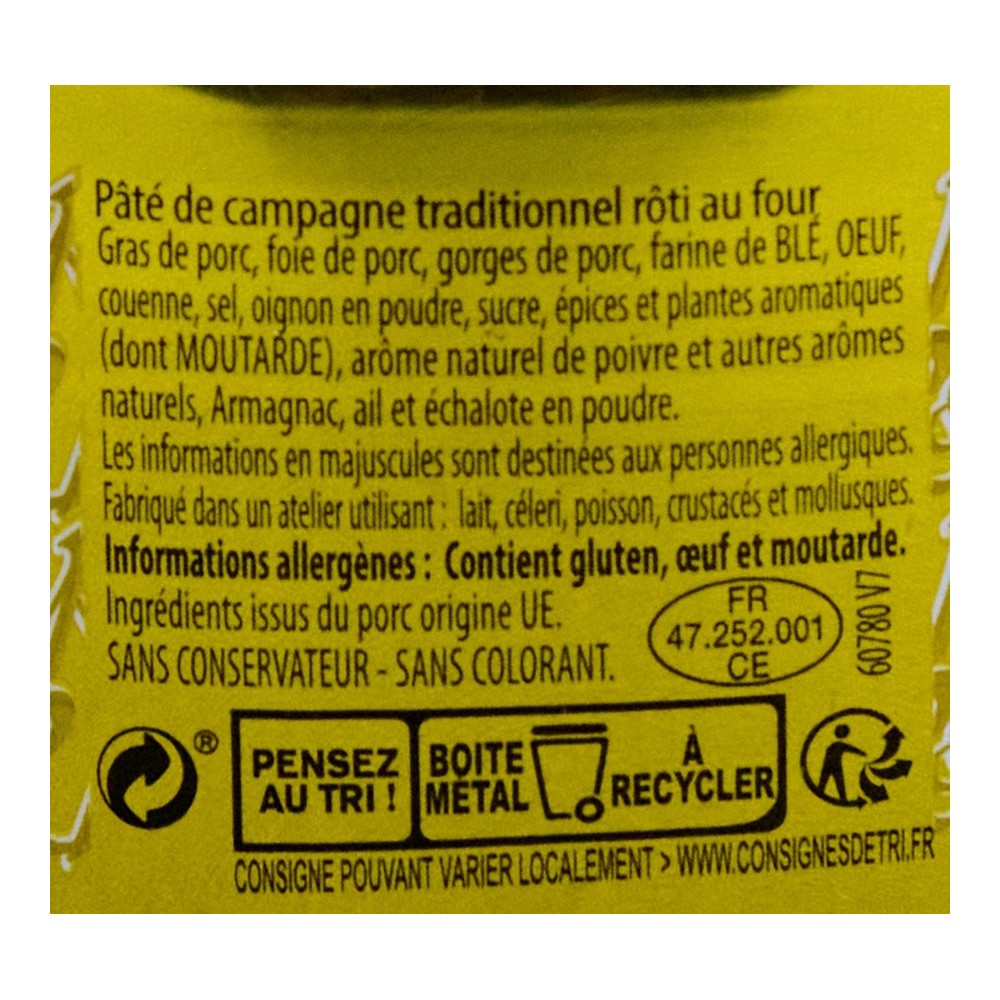 Pâté de campagne traditionnel rôti au four
Gras de porc, foie de porc, gorges de porc, farine de BLÉ, OEUF,
couenne, sel, oignon en poudre, sucre, épices et plantes aromatiques
(dont MOUTARDE), arôme naturel de poivre et autres arômes
naturels, Armagnac, ail et échalote en poudre.
Les informations en majuscules sont destinées aux personnes allergiques.
Fabriqué dans un atelier utilisant : lait, céleri, poisson, crustacés et mollusques.
Informations allergènes : Contient gluten, œuf et moutarde.
Ingrédients issus du porc origine UE.
SANS CONSERVATEUR - SANS COLORANT.
FR
47.252.001
CE
60780 V7
®
PENSEZ
AU TRI !
BOITE
MÉTAL
À
RECYCLER
CONSIGNE POUVANT VARIER LOCALEMENT > WWW.CONSIGNESDETRI.FR